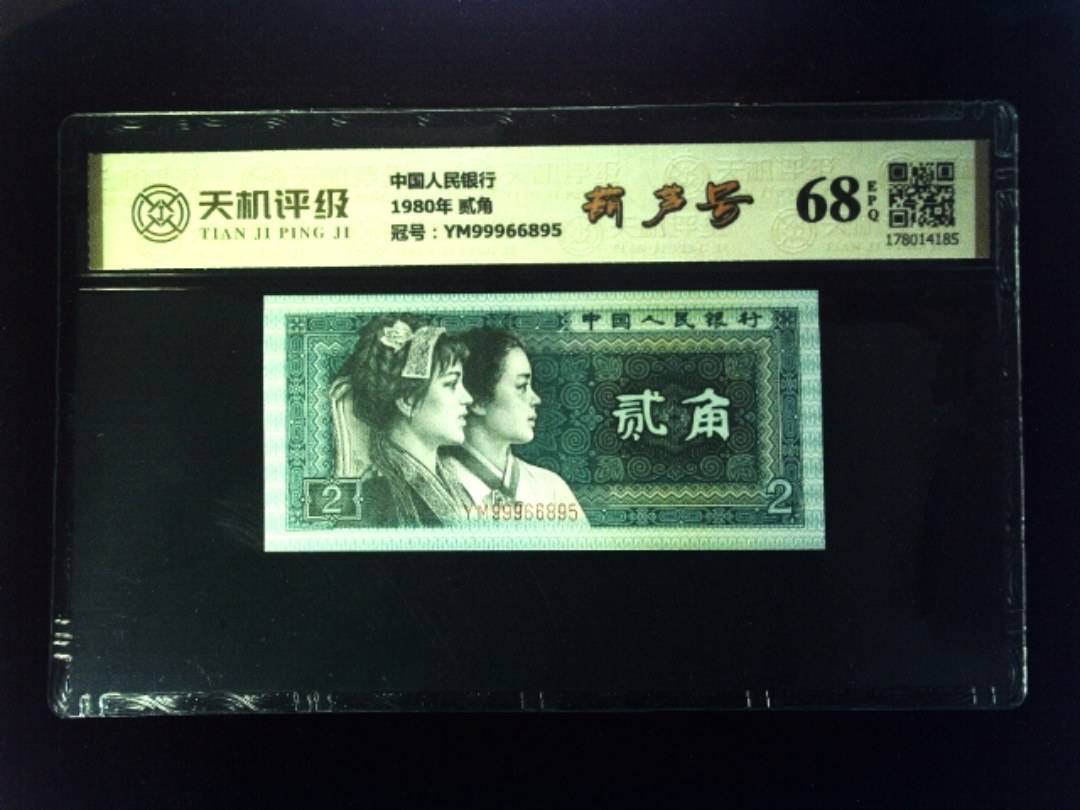 天机评级
TIAN JI PING JI
中国人民银行
1980年 贰角
冠号：YM99966895
葫芦号
68
EPQ
178014185
中国人民银行
贰角
2
2
YM99966895